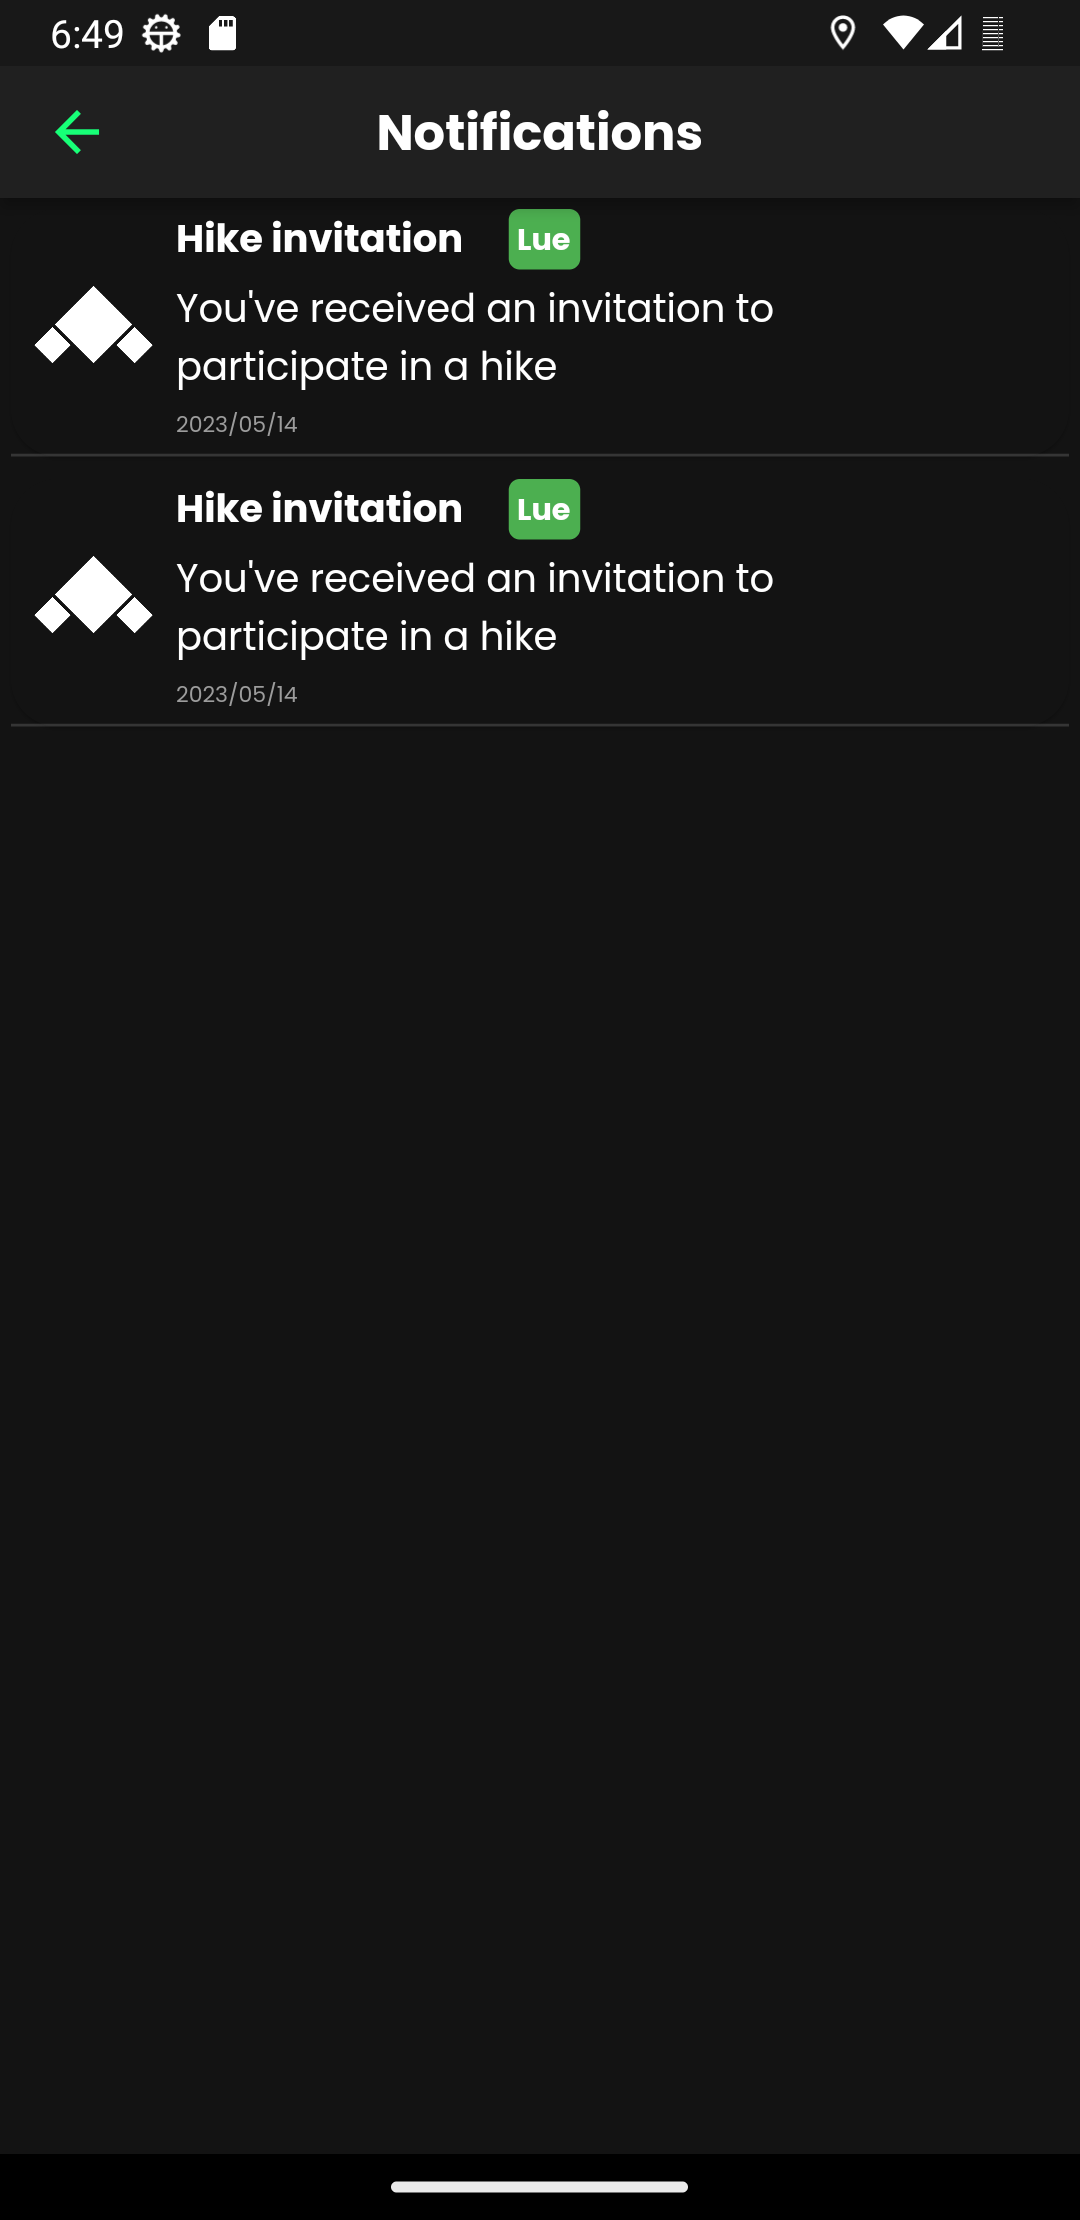 6:49
Notifications
Hike invitation Lue
You've received an invitation to
participate in a hike
2023/05/14
Hike invitation Lue
You've received an invitation to
participate in a hike
2023/05/14